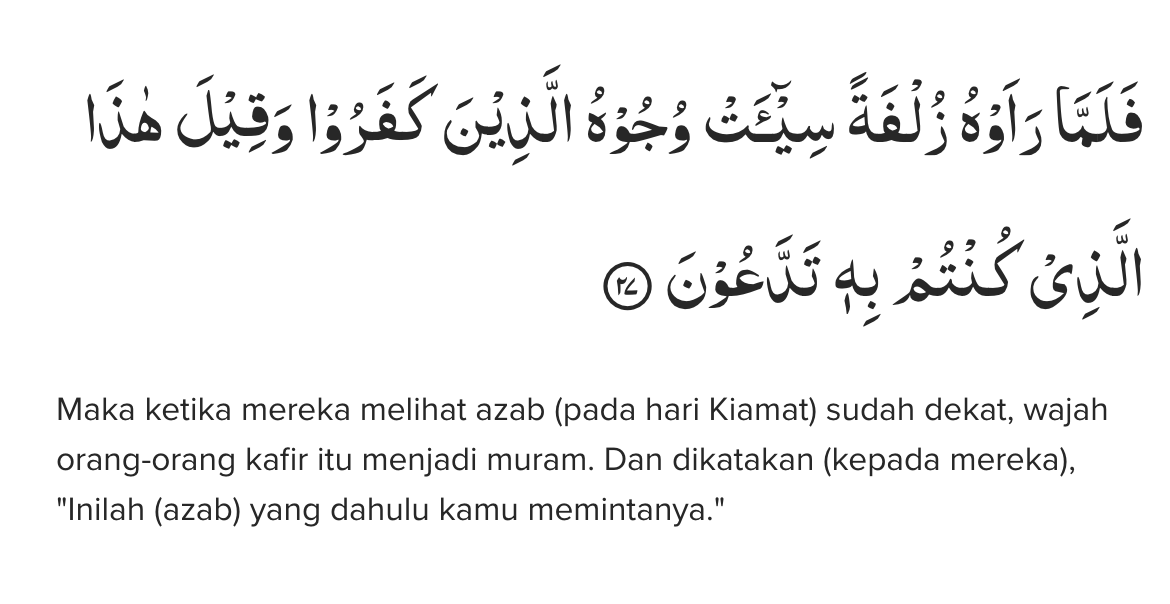 فَلَمَّا رَاَوْهُ زُلْفَةً سِيْۤـَٔتْ وُجُوْهُ الَّذِيْنَ كَفَرُوْا وَقِيْلَ هٰذَا
الَّذِيْ كُنْتُمْ بِهٖ تَدَّعُوْنَ ٢٧
Maka ketika mereka melihat azab (pada hari Kiamat) sudah dekat, wajah
orang-orang kafir itu menjadi muram. Dan dikatakan (kepada mereka),
"Inilah (azab) yang dahulu kamu memintanya."